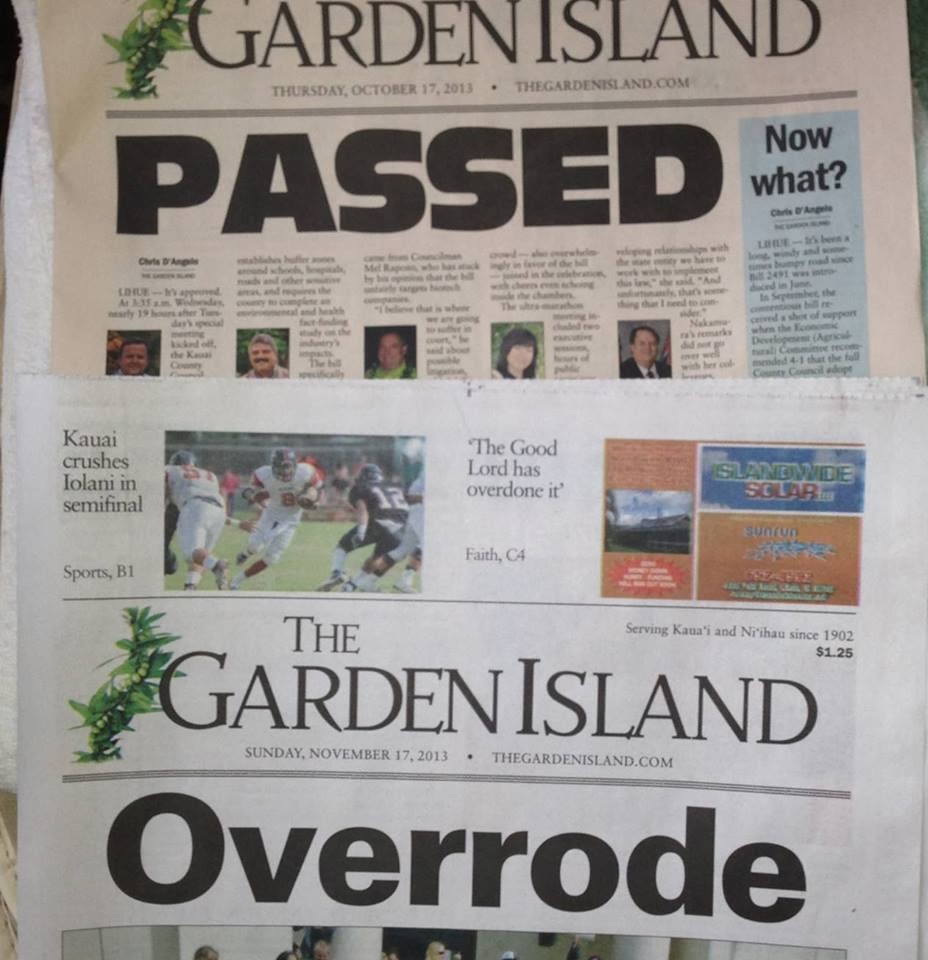 GARDEN ISLAND
THURSDAY, OCTOBER 17, 2013 • THEGARDENISLAND.COM
PASSED
Chris D'Angelo
THE GARDEN ISLAND
LIHUE — It's approved.
At 3:35 a.m. Wednesday,
nearly 19 hours after Tues-
day's special
meeting
kicked off,
the Kauai
County
Council
establishes buffer zones
around schools, hospitals,
roads and other sensitive
areas, and requires the
county to complete an
environmental and health
fact-finding
study on the
industry's
impacts.
The bill
specifically
came from Councilman
Mel Rapozo, who has stuck
by his opinion that the bill
unfairly targets biotech
companies.
"I believe that is where
we are going
to suffer in
court," he
said about
possible
litigation,
crowd — also overwhelm-
ingly in favor of the bill
— joined in the celebration,
with cheers even echoing
inside the chambers.
The ultra-marathon
meeting in-
cluded two
executive
sessions,
hours of
public
veloping relationships with
the state entity we have to
work with to implement
this law," she said. "And
unfortunately, that's some-
thing that I need to con-
sider."
Nakamu-
ra's remarks
did not go
over well
with her col-
leagues,
Now
what?
Chris D'Angelo
THE GARDEN ISLAND
LIHUE — It's been a
long, windy and some-
times bumpy road since
Bill 2491 was intro-
duced in June.
In September, the
contentious bill re-
ceived a shot of support
when the Economic
Development (Agricul-
tural) Committee recom-
mended 4-1 that the full
County Council adopt
Kauai
crushes
Iolani in
semifinal
Sports, B1
'The Good
Lord has
overdone it'
Faith, C4
ISLANDWIDE
SOLAR LLC
sunrun
THE
GARDEN ISLAND
Serving Kaua'i and Ni'ihau since 1902
$1.25
SUNDAY, NOVEMBER 17, 2013 • THEGARDENISLAND.COM
Overrode